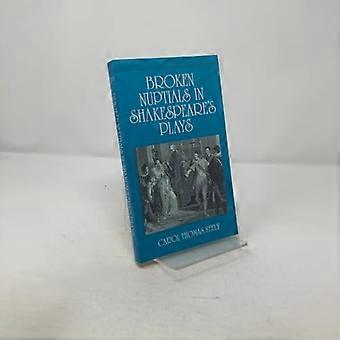 BROKEN
NUPTIALS IN
SHAKESPEARE'S
PLAYS
CAROL THOMAS NEELY